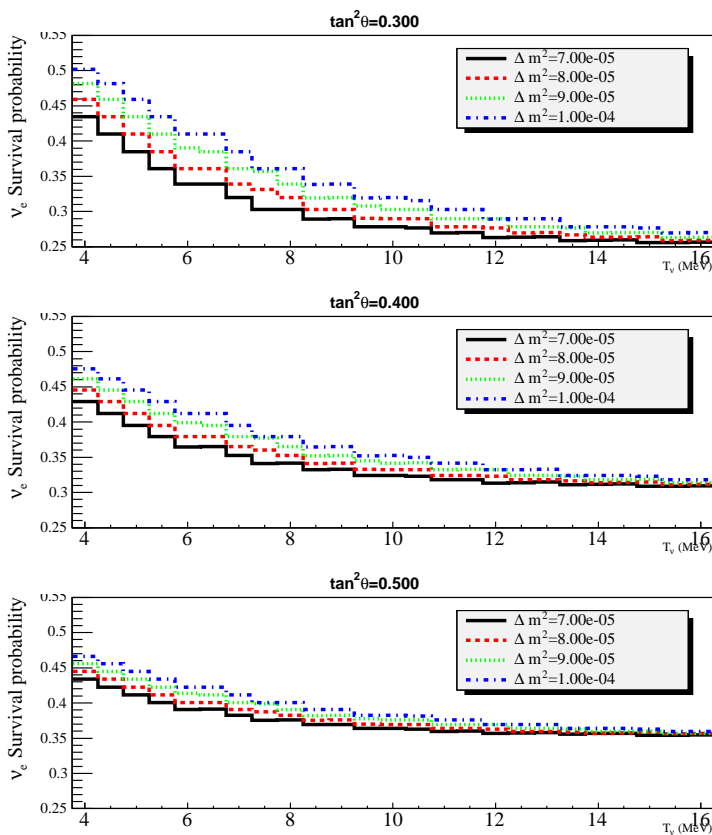 tan²θ=0.300
ν_e Survival probability
0.55
0.5
0.45
0.4
0.35
0.3
0.25
Δ m²=7.00e-05
Δ m²=8.00e-05
Δ m²=9.00e-05
Δ m²=1.00e-04
4 6 8 10 12 14 16
T_ν (MeV)
tan²θ=0.400
ν_e Survival probability
0.55
0.5
0.45
0.4
0.35
0.3
0.25
Δ m²=7.00e-05
Δ m²=8.00e-05
Δ m²=9.00e-05
Δ m²=1.00e-04
4 6 8 10 12 14 16
T_ν (MeV)
tan²θ=0.500
ν_e Survival probability
0.55
0.5
0.45
0.4
0.35
0.3
0.25
Δ m²=7.00e-05
Δ m²=8.00e-05
Δ m²=9.00e-05
Δ m²=1.00e-04
4 6 8 10 12 14 16
T_ν (MeV)